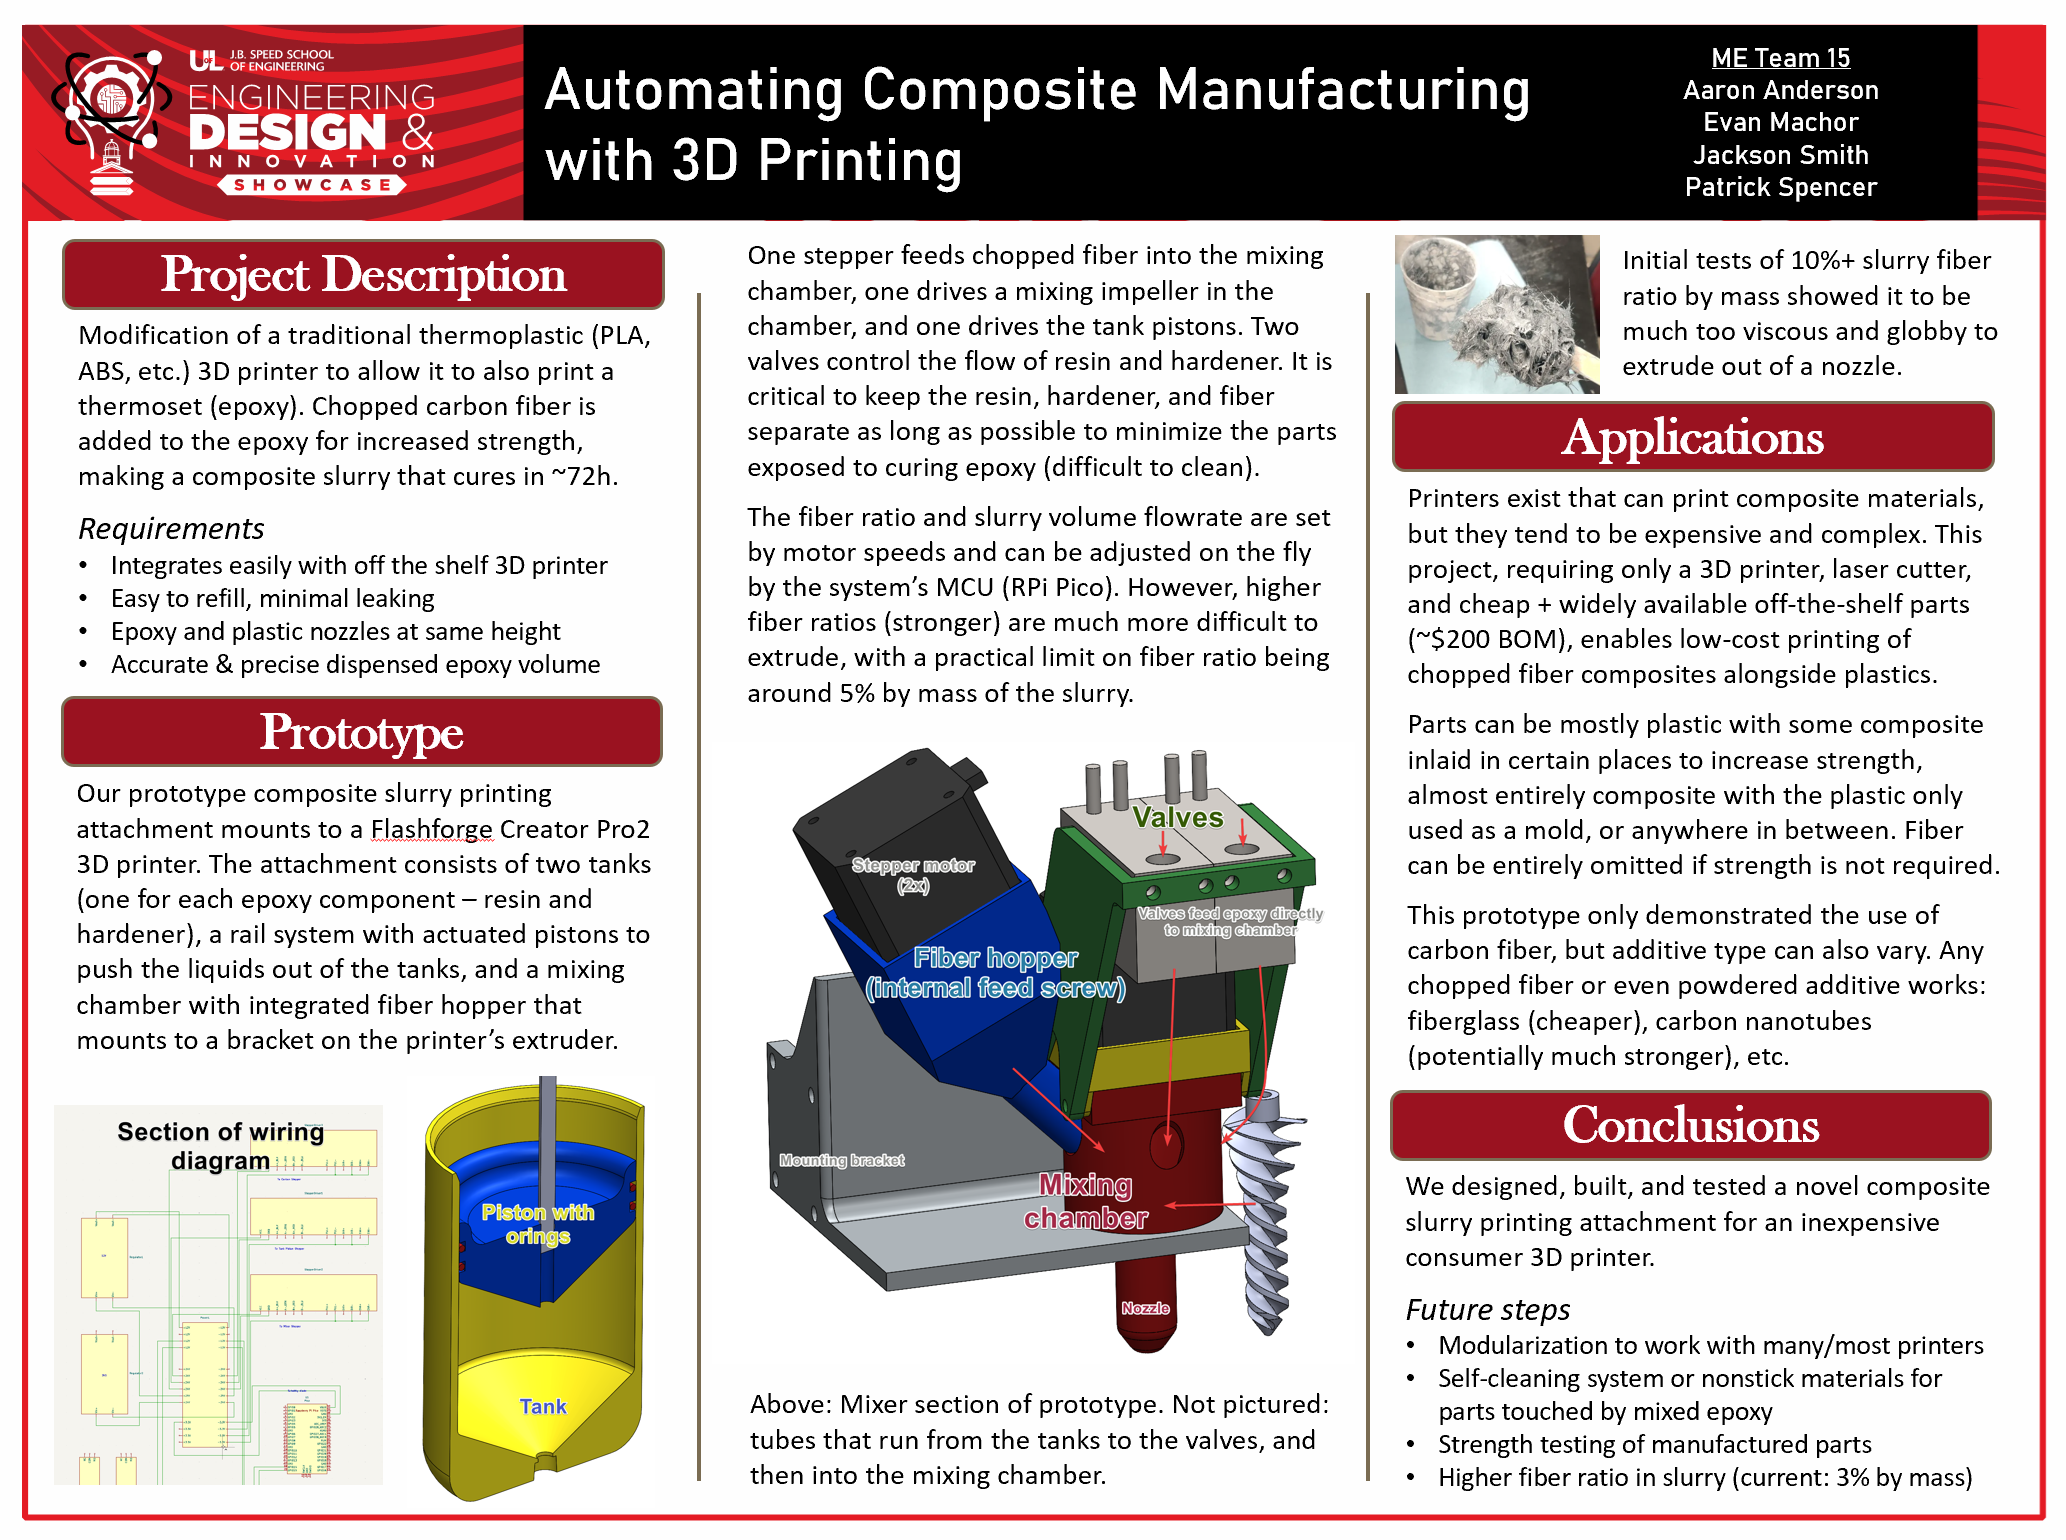 UofL J.B. SPEED SCHOOL
OF ENGINEERING
ENGINEERING
DESIGN &
INNOVATION
SHOWCASE
Automating Composite Manufacturing
with 3D Printing
ME Team 15
Aaron Anderson
Evan Machor
Jackson Smith
Patrick Spencer
Project Description
Modification of a traditional thermoplastic (PLA,
ABS, etc.) 3D printer to allow it to also print a
thermoset (epoxy). Chopped carbon fiber is
added to the epoxy for increased strength,
making a composite slurry that cures in ~72h.
Requirements
• Integrates easily with off the shelf 3D printer
• Easy to refill, minimal leaking
• Epoxy and plastic nozzles at same height
• Accurate & precise dispensed epoxy volume
Prototype
Our prototype composite slurry printing
attachment mounts to a Flashforge Creator Pro2
3D printer. The attachment consists of two tanks
(one for each epoxy component – resin and
hardener), a rail system with actuated pistons to
push the liquids out of the tanks, and a mixing
chamber with integrated fiber hopper that
mounts to a bracket on the printer's extruder.
Section of wiring
diagram
Piston with
orings
Tank
One stepper feeds chopped fiber into the mixing
chamber, one drives a mixing impeller in the
chamber, and one drives the tank pistons. Two
valves control the flow of resin and hardener. It is
critical to keep the resin, hardener, and fiber
separate as long as possible to minimize the parts
exposed to curing epoxy (difficult to clean).
The fiber ratio and slurry volume flowrate are set
by motor speeds and can be adjusted on the fly
by the system's MCU (RPi Pico). However, higher
fiber ratios (stronger) are much more difficult to
extrude, with a practical limit on fiber ratio being
around 5% by mass of the slurry.
Valves
Stepper motor
(2x)
Valves feed epoxy directly
to mixing chamber
Fiber hopper
(internal feed screw)
Mounting bracket
Mixing
chamber
Nozzle
Above: Mixer section of prototype. Not pictured:
tubes that run from the tanks to the valves, and
then into the mixing chamber.
Initial tests of 10%+ slurry fiber
ratio by mass showed it to be
much too viscous and globby to
extrude out of a nozzle.
Applications
Printers exist that can print composite materials,
but they tend to be expensive and complex. This
project, requiring only a 3D printer, laser cutter,
and cheap + widely available off-the-shelf parts
(~$200 BOM), enables low-cost printing of
chopped fiber composites alongside plastics.
Parts can be mostly plastic with some composite
inlaid in certain places to increase strength,
almost entirely composite with the plastic only
used as a mold, or anywhere in between. Fiber
can be entirely omitted if strength is not required.
This prototype only demonstrated the use of
carbon fiber, but additive type can also vary. Any
chopped fiber or even powdered additive works:
fiberglass (cheaper), carbon nanotubes
(potentially much stronger), etc.
Conclusions
We designed, built, and tested a novel composite
slurry printing attachment for an inexpensive
consumer 3D printer.
Future steps
• Modularization to work with many/most printers
• Self-cleaning system or nonstick materials for
parts touched by mixed epoxy
• Strength testing of manufactured parts
• Higher fiber ratio in slurry (current: 3% by mass)